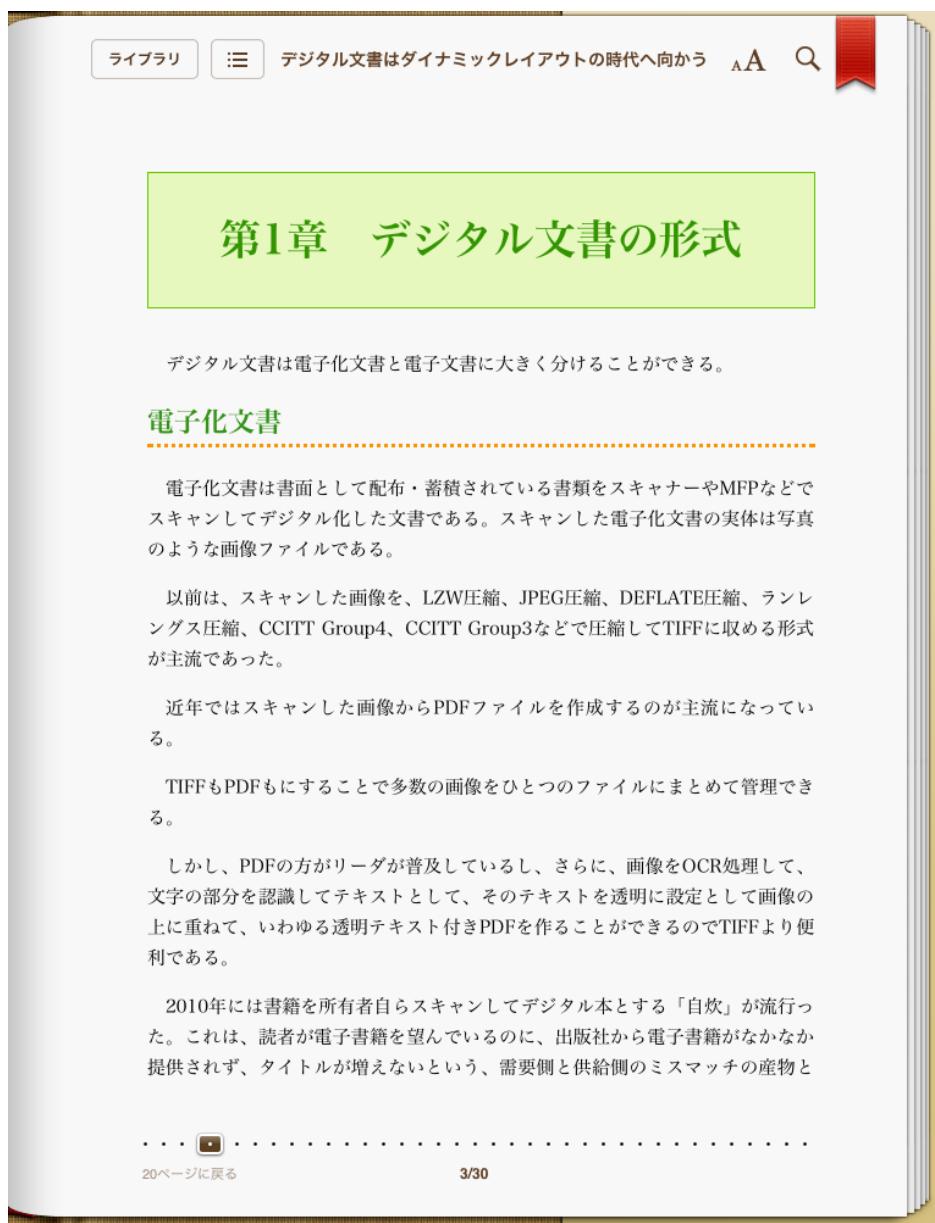 ライブラリ
デジタル文書はダイナミックレイアウトの時代へ向かう
AA
第1章　デジタル文書の形式
デジタル文書は電子化文書と電子文書に大きく分けることができる。
電子化文書
電子化文書は書面として配布・蓄積されている書類をスキャナーやMFPなどで
スキャンしてデジタル化した文書である。スキャンした電子化文書の実体は写真
のような画像ファイルである。
以前は、スキャンした画像を、LZW圧縮、JPEG圧縮、DEFLATE圧縮、ランレ
ングス圧縮、CCITT Group4、CCITT Group3などで圧縮してTIFFに収める形式
が主流であった。
近年ではスキャンした画像からPDFファイルを作成するのが主流になってい
る。
TIFFもPDFもにすることで多数の画像をひとつのファイルにまとめて管理でき
る。
しかし、PDFの方がリーダが普及しているし、さらに、画像をOCR処理して、
文字の部分を認識してテキストとして、そのテキストを透明に設定として画像の
上に重ねて、いわゆる透明テキスト付きPDFを作ることができるのでTIFFより便
利である。
2010年には書籍を所有者自らスキャンしてデジタル本とする「自炊」が流行っ
た。これは、読者が電子書籍を望んでいるのに、出版社から電子書籍がなかなか
提供されず、タイトルが増えないという、需要側と供給側のミスマッチの産物と
20ページに戻る
3/30